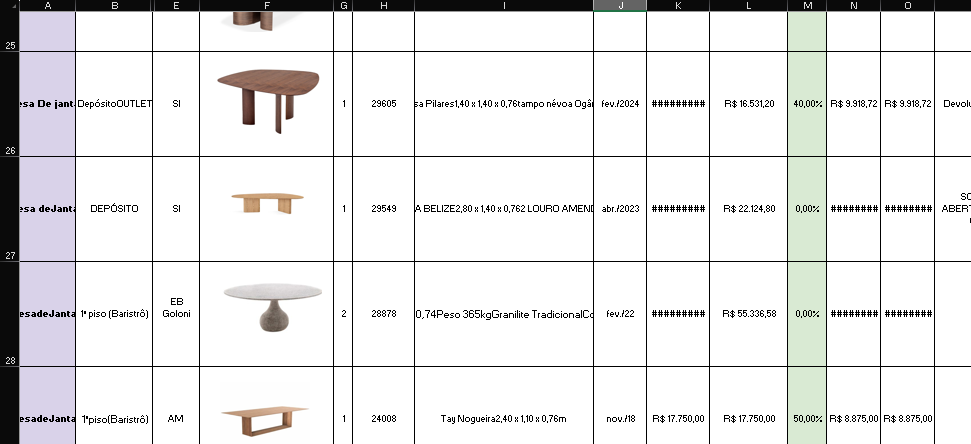 A B E F G H I J K L M N O
25
esa De janta DepósitoOUTLET SI 1 29605 sa Pilares1,40 x 1,40 x 0,76tampo névoa Ogân fev./2024 ######### R$ 16.531,20 40,00% R$ 9.918,72 R$ 9.918,72 Devolu
26
esa deJanta DEPÓSITO SI 1 29549 A BELIZE2,80 x 1,40 x 0,762 LOURO AMEND abr./2023 ######### R$ 22.124,80 0,00% ######## ######## SO
ABERT
27
esadeJanta 1º piso (Baristrô) EB
Goloni 2 28878 0,74Peso 365kgGranilite TradicionalCo fev./22 ######### R$ 55.336,58 0,00% ######## ########
28
esadeJanta 1ºpiso(Baristrô) AM 1 24008 Tay Nogueira2,40 x 1,10 x 0,76m nov./18 R$ 17.750,00 R$ 17.750,00 50,00% R$ 8.875,00 R$ 8.875,00